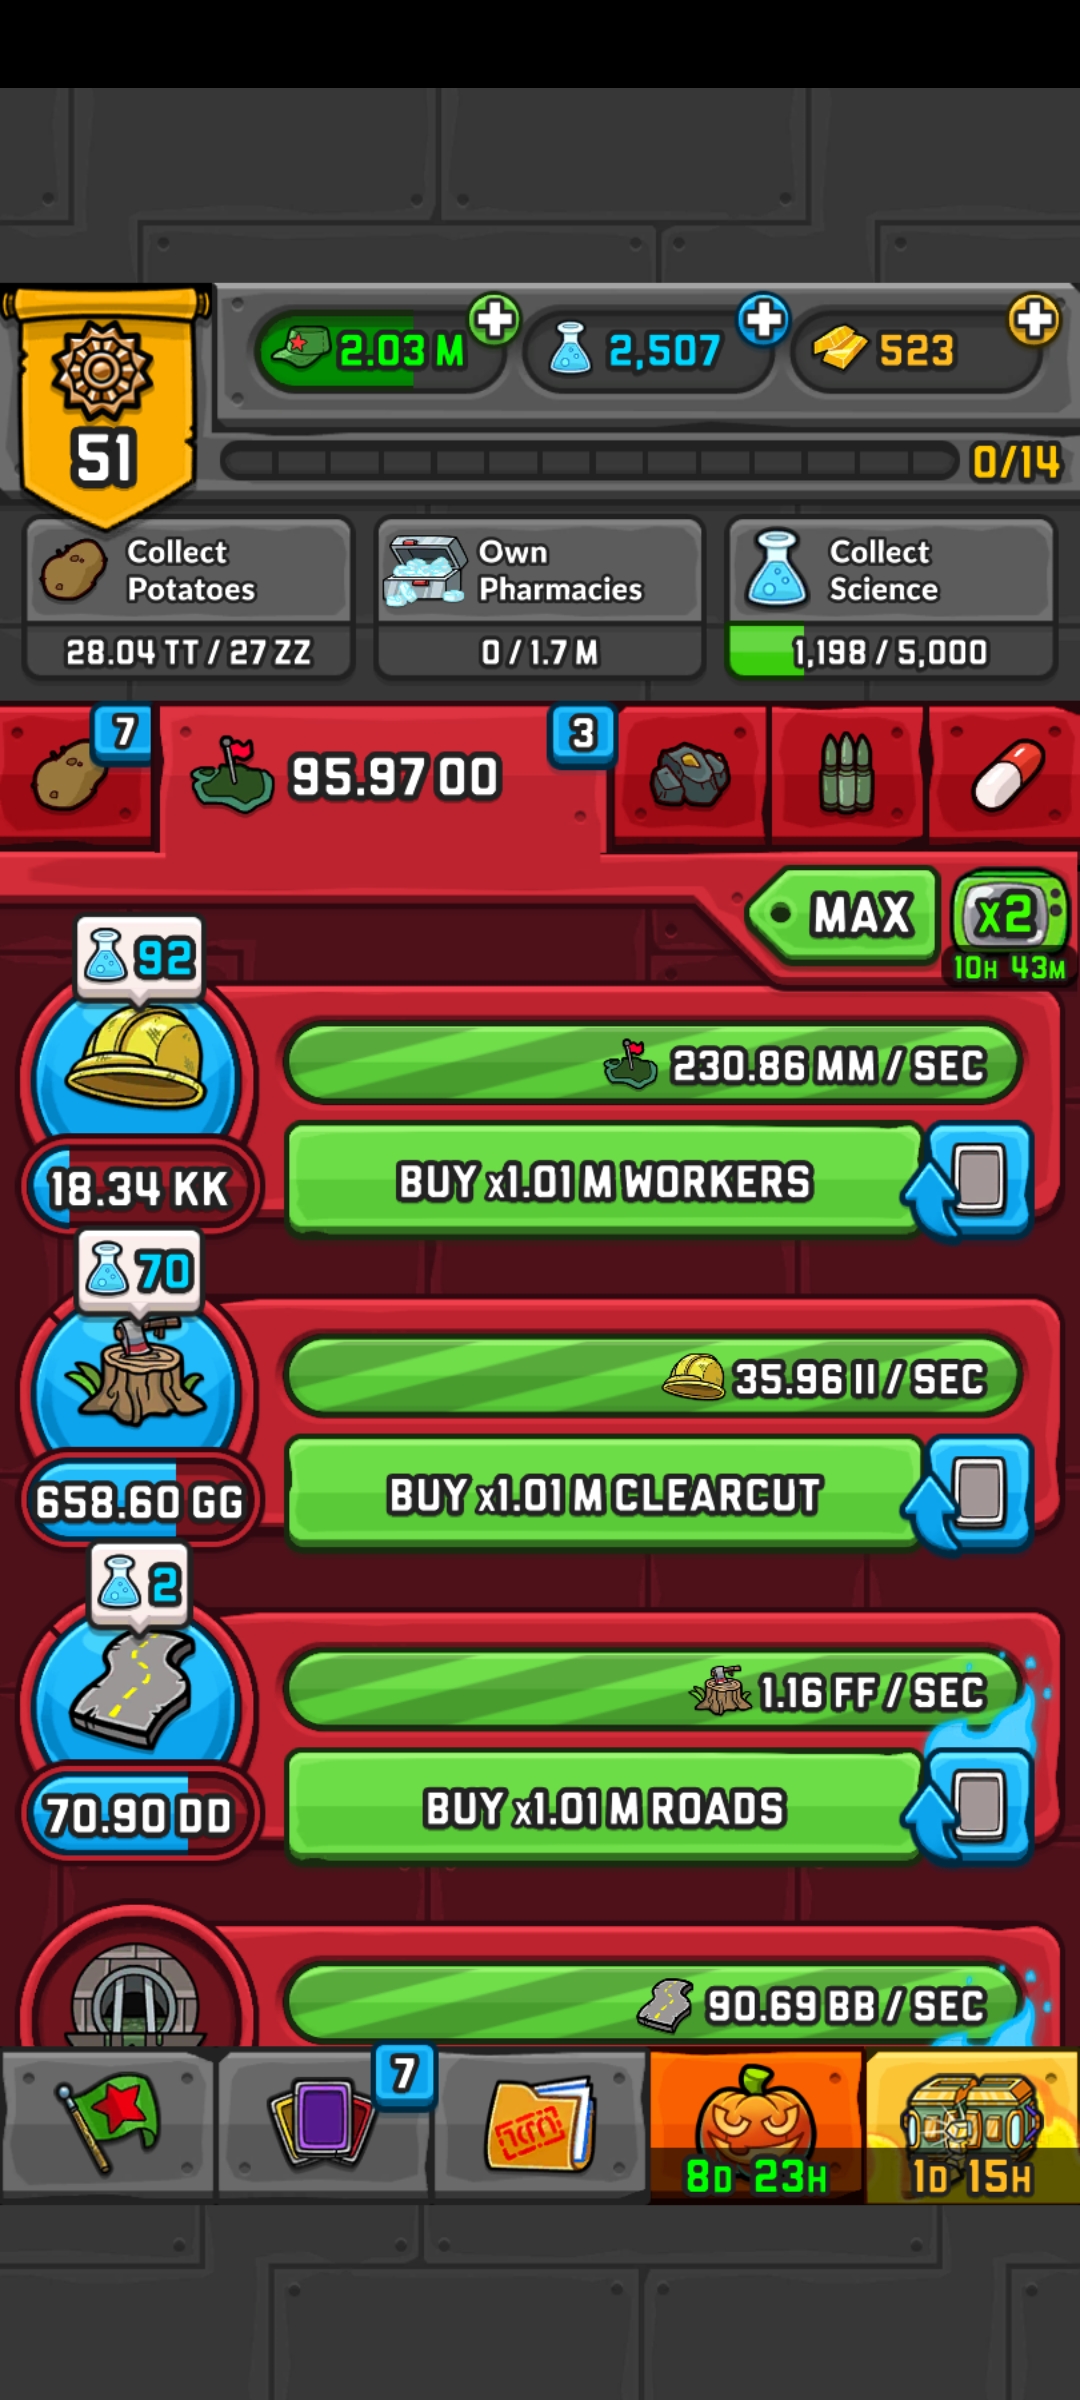 2.03 M
2,507
523
51
0/14
Collect
Potatoes
Own
Pharmacies
Collect
Science
28.04 TT / 27 ZZ
0 / 1.7 M
1,198 / 5,000
7
3
95.97 OO
MAX
x2
10H 43M
92
230.86 MM / SEC
18.34 KK
BUY x1.01 M WORKERS
70
35.96 II / SEC
658.60 GG
BUY x1.01 M CLEARCUT
2
1.16 FF / SEC
70.90 DD
BUY x1.01 M ROADS
90.69 BB / SEC
7
8D 23H
1D 15H